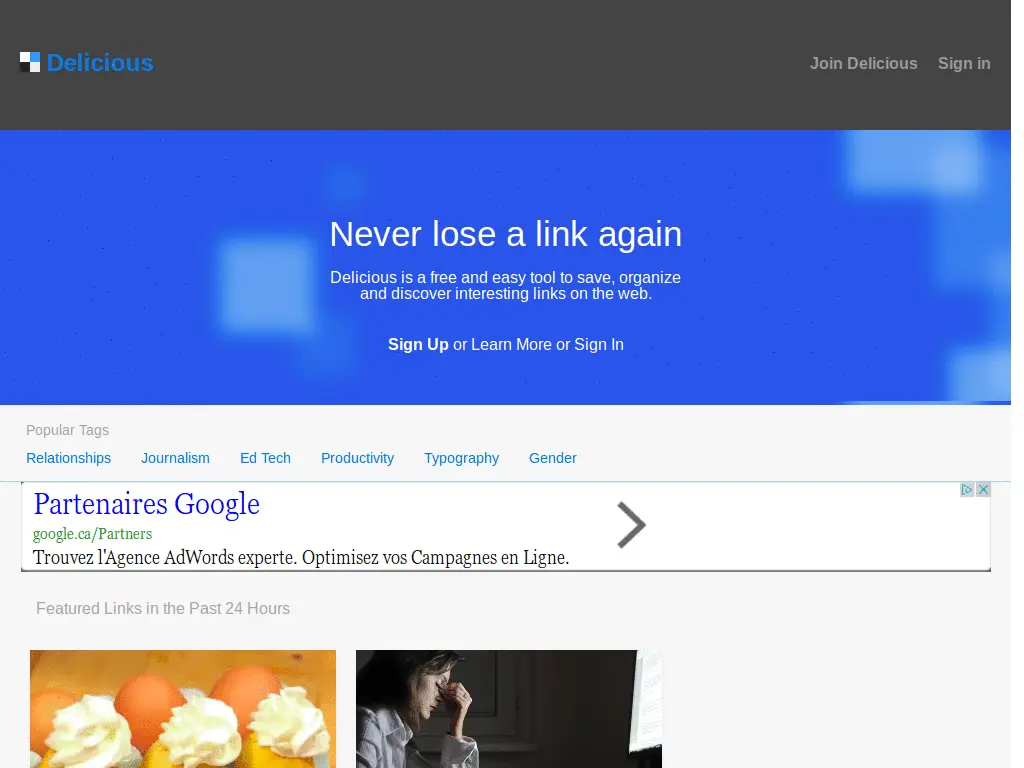 Delicious
Join Delicious
Sign in
Never lose a link again
Delicious is a free and easy tool to save, organize
and discover interesting links on the web.
Sign Up or Learn More or Sign In
Popular Tags
Relationships Journalism Ed Tech Productivity Typography Gender
Partenaires Google
google.ca/Partners
Trouvez l'Agence AdWords experte. Optimisez vos Campagnes en Ligne.
Featured Links in the Past 24 Hours